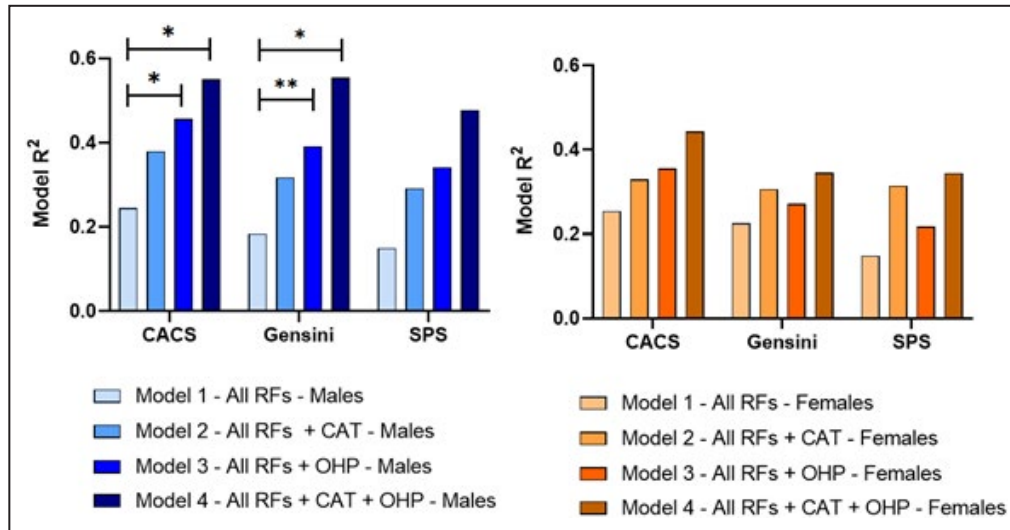 * *
* **
0.6
0.4
0.2
0.0
Model R²
CACS Gensini SPS
Model 1 - All RFs - Males
Model 2 - All RFs + CAT - Males
Model 3 - All RFs + OHP - Males
Model 4 - All RFs + CAT + OHP - Males
0.6
0.4
0.2
0.0
Model R²
CACS Gensini SPS
Model 1 - All RFs - Females
Model 2 - All RFs + CAT - Females
Model 3 - All RFs + OHP - Females
Model 4 - All RFs + CAT + OHP - Females